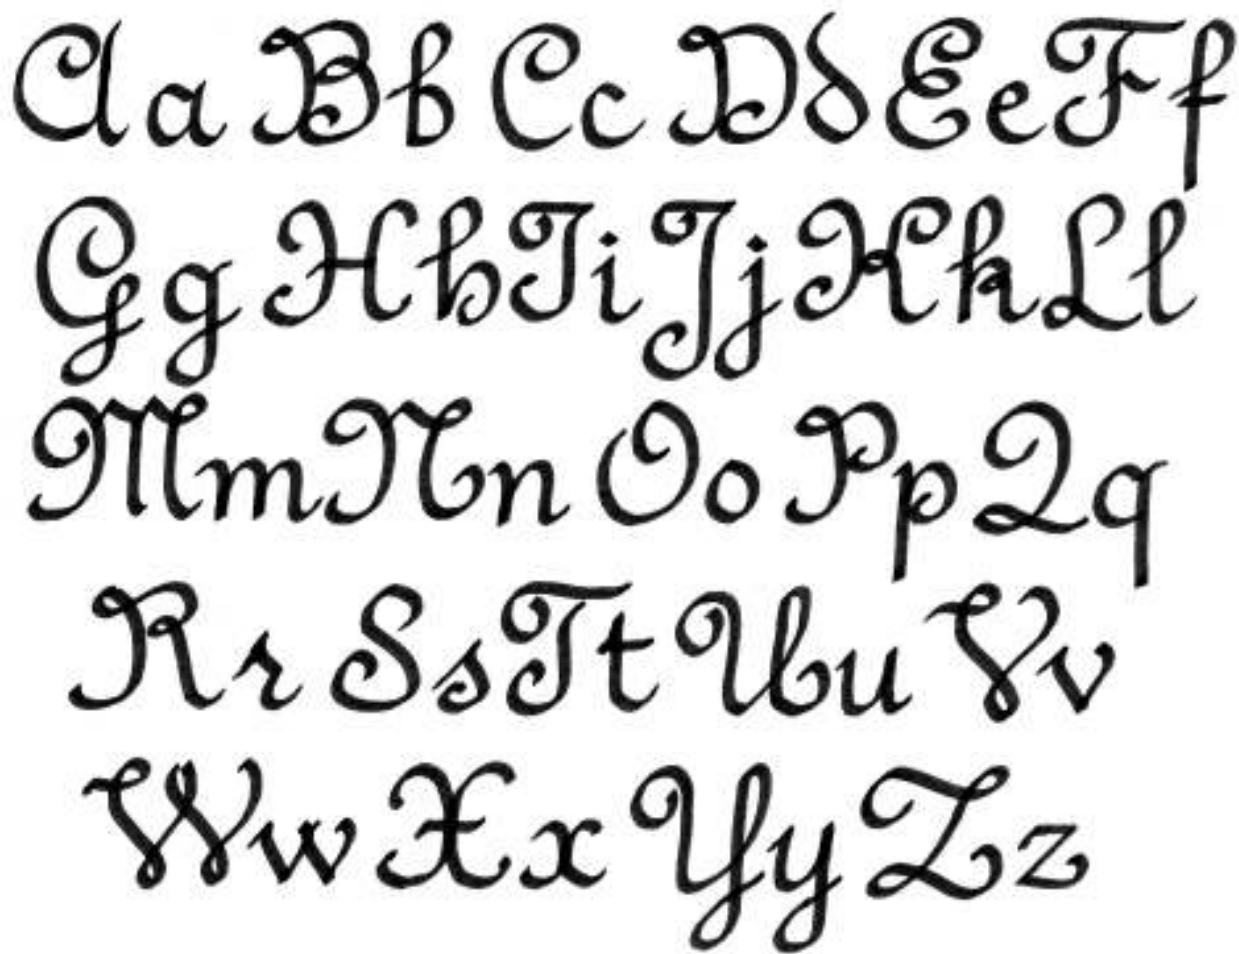 Aa Bb Cc Dd Ee Ff
Gg Hh Ii Jj Kk Ll
Mm Nn Oo Pp Qq
Rr Ss Tt Uu Vv
Ww Xx Yy Zz